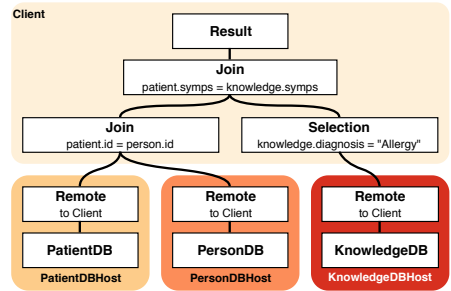 Client
Result
Join
patient.symps = knowledge.symps
Join
patient.id = person.id
Selection
knowledge.diagnosis = "Allergy"
Remote
to Client
Remote
to Client
Remote
to Client
PatientDB
PersonDB
KnowledgeDB
PatientDBHost
PersonDBHost
KnowledgeDBHost